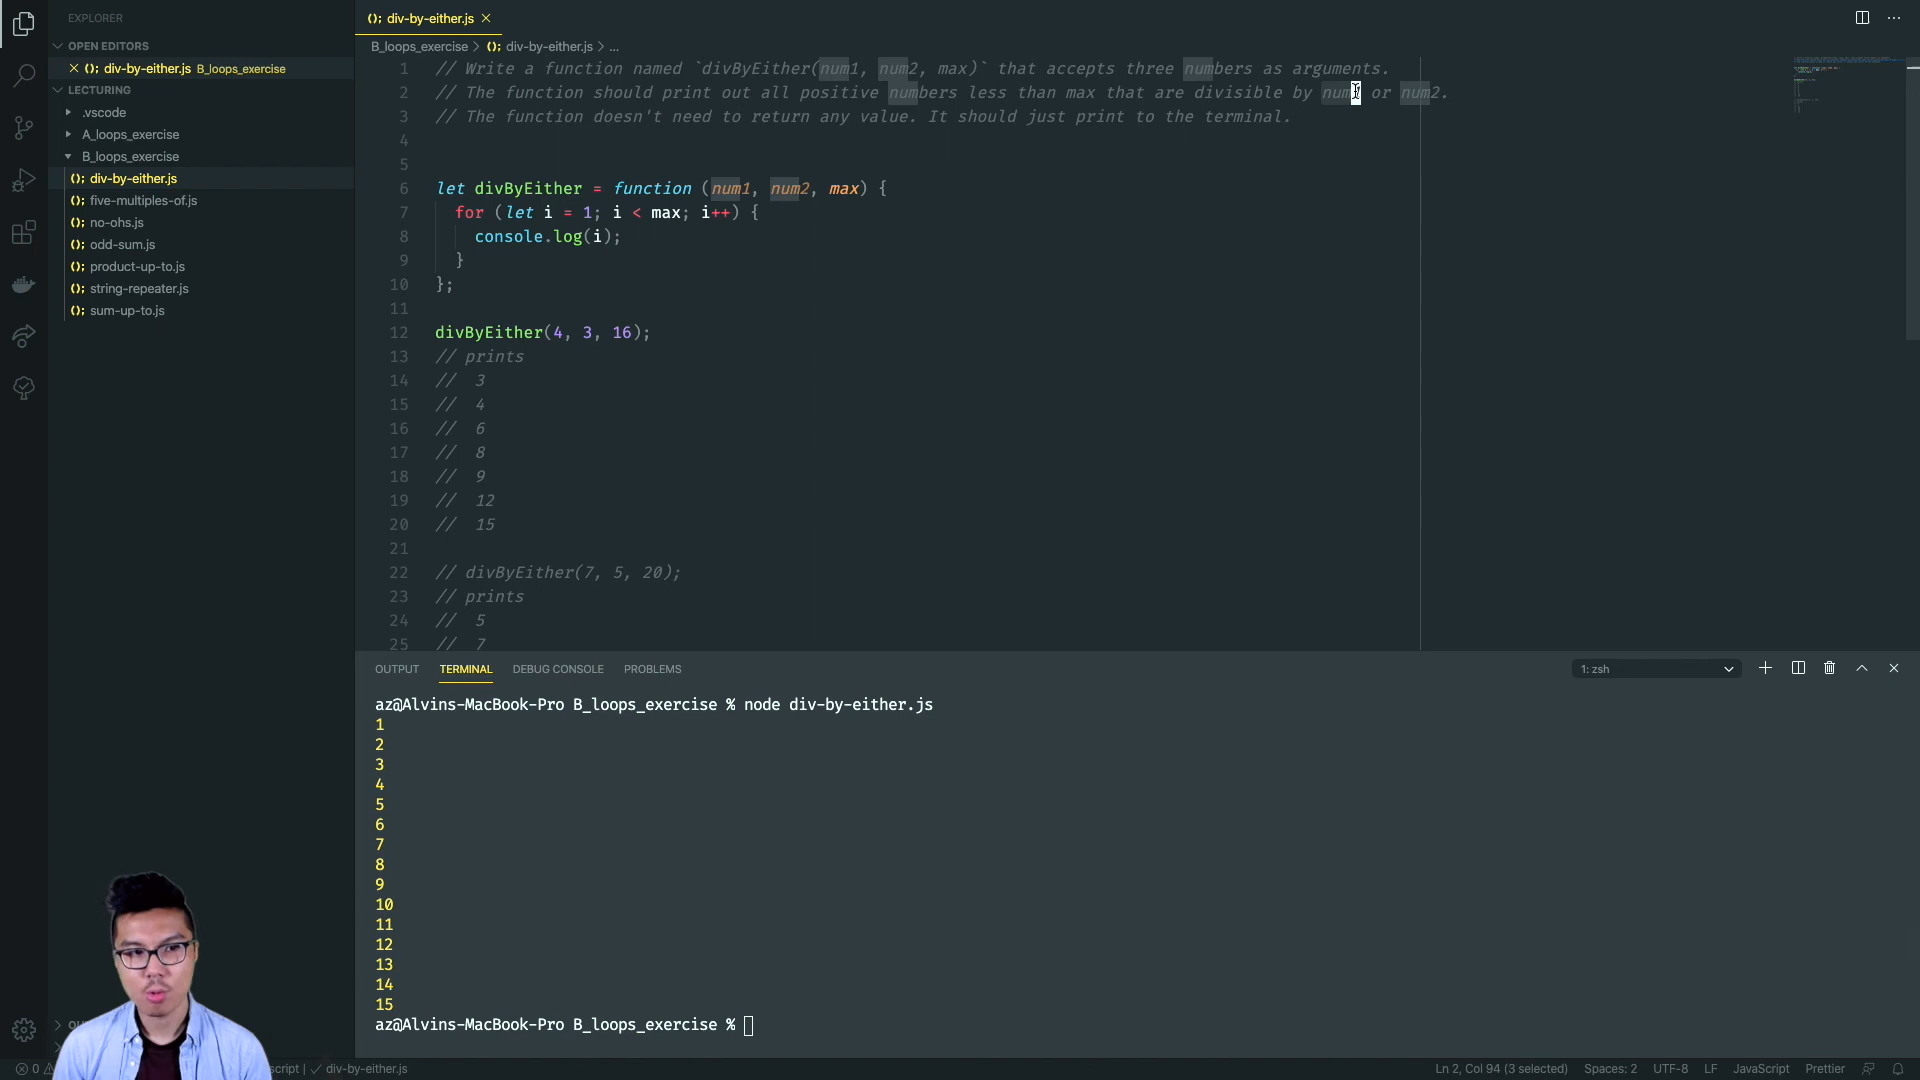 EXPLORER
OPEN EDITORS
div-by-either.js B_loops_exercise
LECTURING
.vscode
A_loops_exercise
B_loops_exercise
(); div-by-either.js
(); five-multiples-of.js
(); no-ohs.js
(); odd-sum.js
(); product-up-to.js
(); string-repeater.js
(); sum-up-to.js
(); div-by-either.js
B_loops_exercise > (); div-by-either.js > ...
1 // Write a function named `divByEither(num1, num2, max)` that accepts three numbers as arguments.
2 // The function should print out all positive numbers less than max that are divisible by num or num2.
3 // The function doesn't need to return any value. It should just print to the terminal.
4
5
6 let divByEither = function (num1, num2, max) {
7 for (let i = 1; i < max; i++) {
8 console.log(i);
9 }
10 };
11
12 divByEither(4, 3, 16);
13 // prints
14 // 3
15 // 4
16 // 6
17 // 8
18 // 9
19 // 12
20 // 15
21
22 // divByEither(7, 5, 20);
23 // prints
24 // 5
25 // 7
OUTPUT TERMINAL DEBUG CONSOLE PROBLEMS
1: zsh
az@Alvins-MacBook-Pro B_loops_exercise % node div-by-either.js
1
2
3
4
5
6
7
8
9
10
11
12
13
14
15
az@Alvins-MacBook-Pro B_loops_exercise %
0
cript | ✓ div-by-either.js
Ln 2, Col 94 (3 selected) Spaces: 2 UTF-8 LF JavaScript Prettier